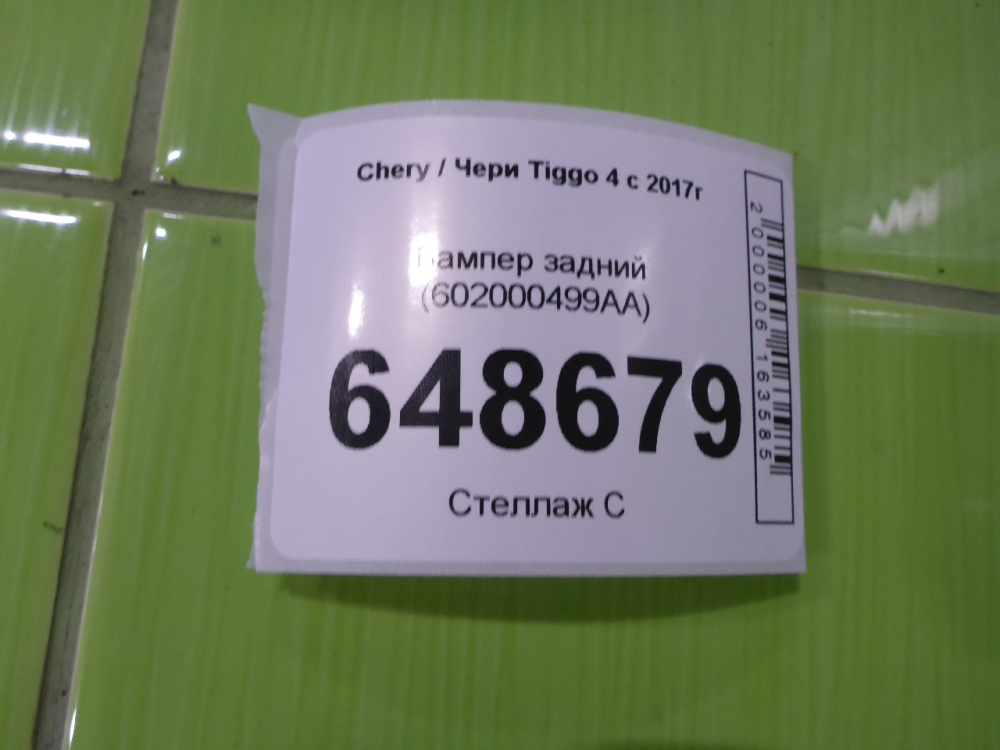 Chery / Чери Tiggo 4 с 2017г
Бампер задний
(602000499AA)
648679
Стеллаж С
2000006163585